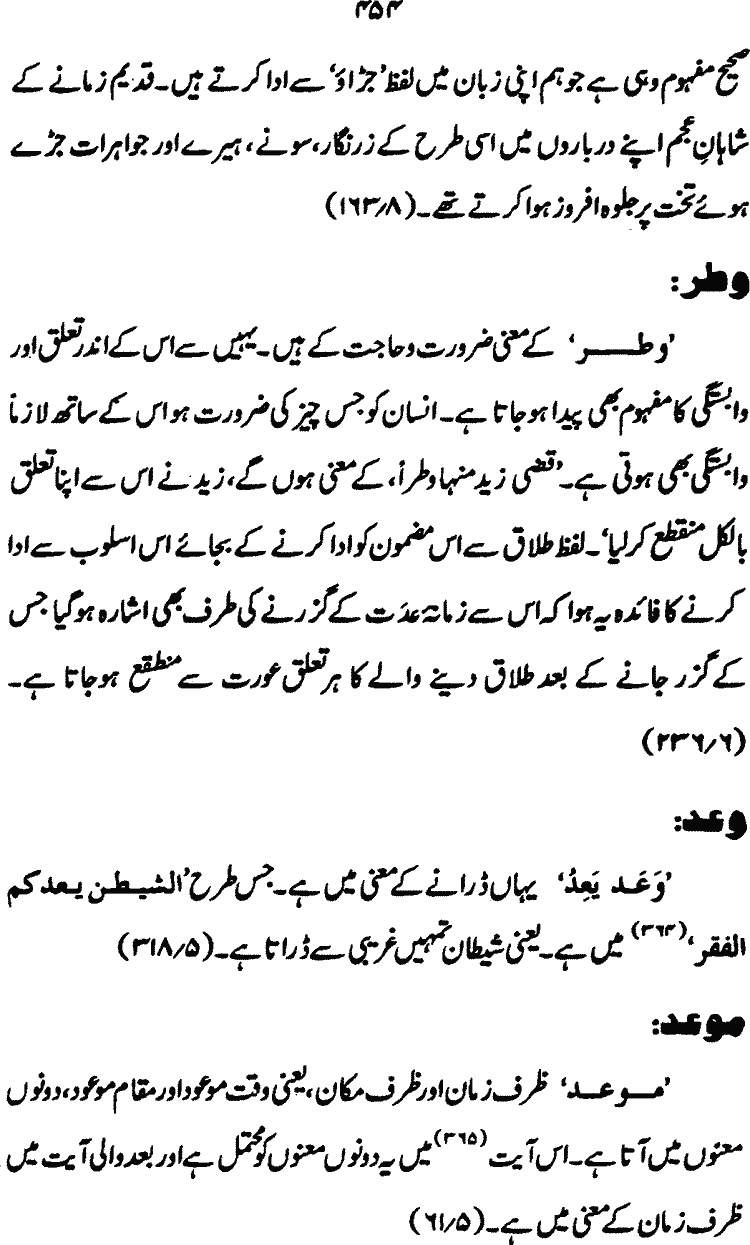 ۴۵۴
صحیح مفہوم وہی ہے جو ہم اپنی زبان میں لفظ ’جڑاؤ‘ سے ادا کرتے ہیں۔ قدیم زمانے کے
شاہانِ عجم اپنے درباروں میں اسی طرح کے زرنگار، سونے، ہیرے اور جواہرات جڑے
ہوئے تخت پر جلوہ افروز ہوا کرتے تھے۔ (۱۶۳/۸)
وطر:
’وطـــر‘ کے معنی ضرورت و حاجت کے ہیں۔ یہیں سے اس کے اندر تعلق اور
وابستگی کا مفہوم بھی پیدا ہو جاتا ہے۔ انسان کو جس چیز کی ضرورت ہو اس کے ساتھ لازماً
وابستگی بھی ہوتی ہے۔ ’قضی زید منہا وطراً، کے معنی ہوں گے، زید نے اس سے اپنا تعلق
بالکل منقطع کر لیا‘۔ لفظ طلاق سے اس مضمون کو ادا کرنے کے بجائے اس اسلوب سے ادا
کرنے کا فائدہ یہ ہوا کہ اس سے زمانہ عدت کے گزرنے کی طرف بھی اشارہ ہو گیا جس
کے گزر جانے کے بعد طلاق دینے والے کا ہر تعلق عورت سے منطقع ہو جاتا ہے۔
(۲۳۶/۶)
وعد:
’وَعَـد یَعِدُ‘ یہاں ڈرانے کے معنی میں ہے۔ جس طرح ’الشیـطـٰن یـعـد کم
الفقر‘ (۳۶۴) میں ہے۔ یعنی شیطان تمہیں غریبی سے ڈراتا ہے۔ (۳۱۸/۵)
موعد:
’مـوعـد‘ ظرف زمان اور ظرف مکان، یعنی وقت موعود اور مقام موعود، دونوں
معنوں میں آتا ہے۔ اس آیت (۳۶۵) میں یہ دونوں معنوں کو محتمل ہے اور بعد والی آیت میں
ظرف زمان کے معنی میں ہے۔ (۶۱/۵)